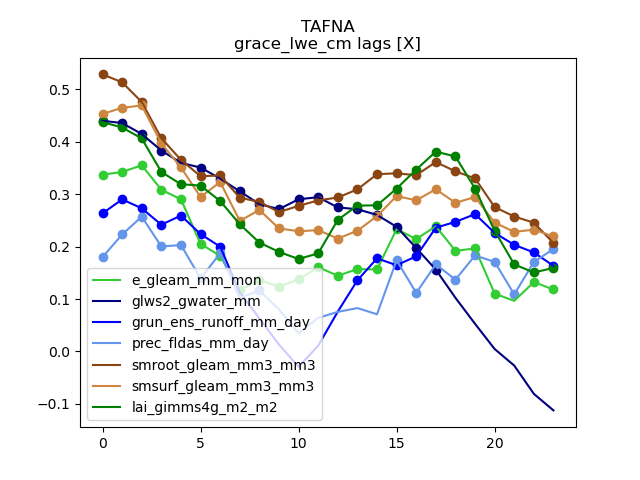 TAFNA
grace_lwe_cm lags [X]
0.5
0.4
0.3
0.2
0.1
0.0
−0.1
e_gleam_mm_mon
glws2_gwater_mm
grun_ens_runoff_mm_day
prec_fldas_mm_day
smroot_gleam_mm3_mm3
smsurf_gleam_mm3_mm3
lai_gimms4g_m2_m2
0 5 10 15 20